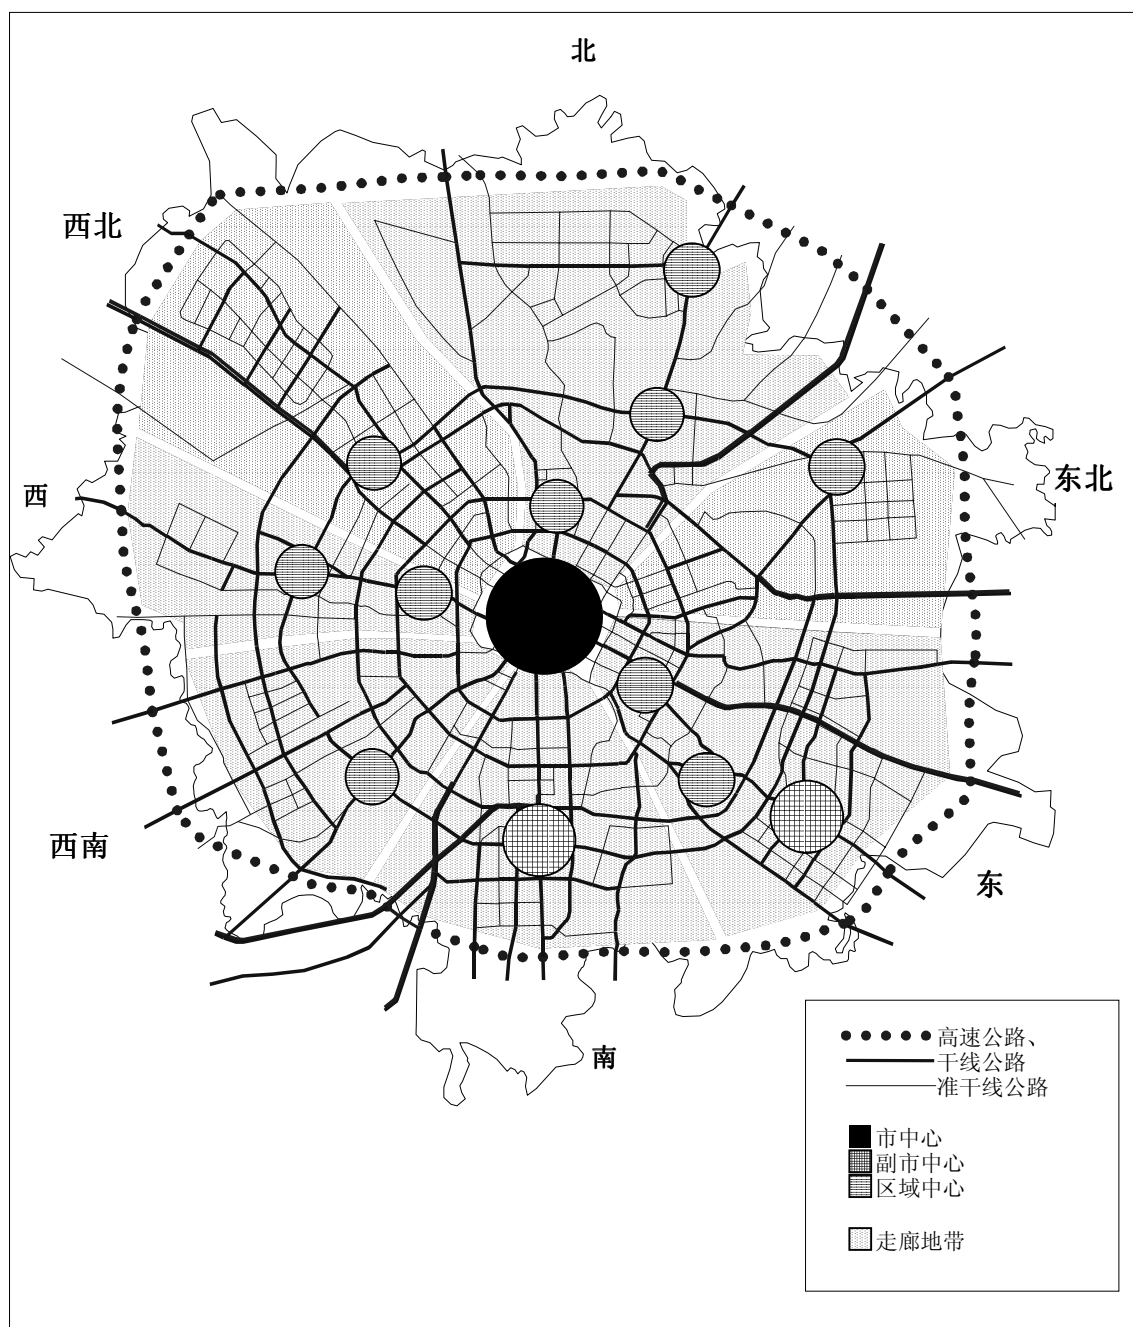 北
西北
西
东北
西南
东
南
高速公路、
干线公路
准干线公路
市中心
副市中心
区域中心
走廊地带